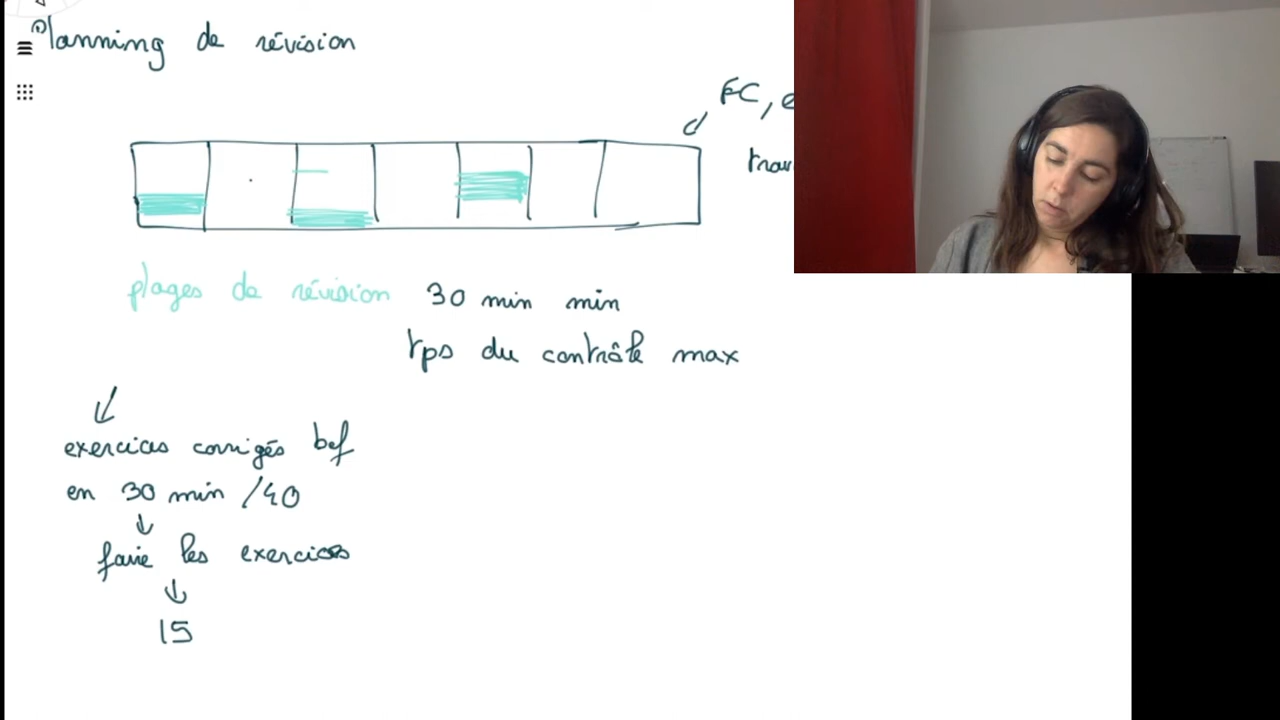 Planning de révision
FC,
trav
plages de révision 30 min min
tps du contrôle max
exercices corrigés bef
en 30 min /40
faire les exercices
15